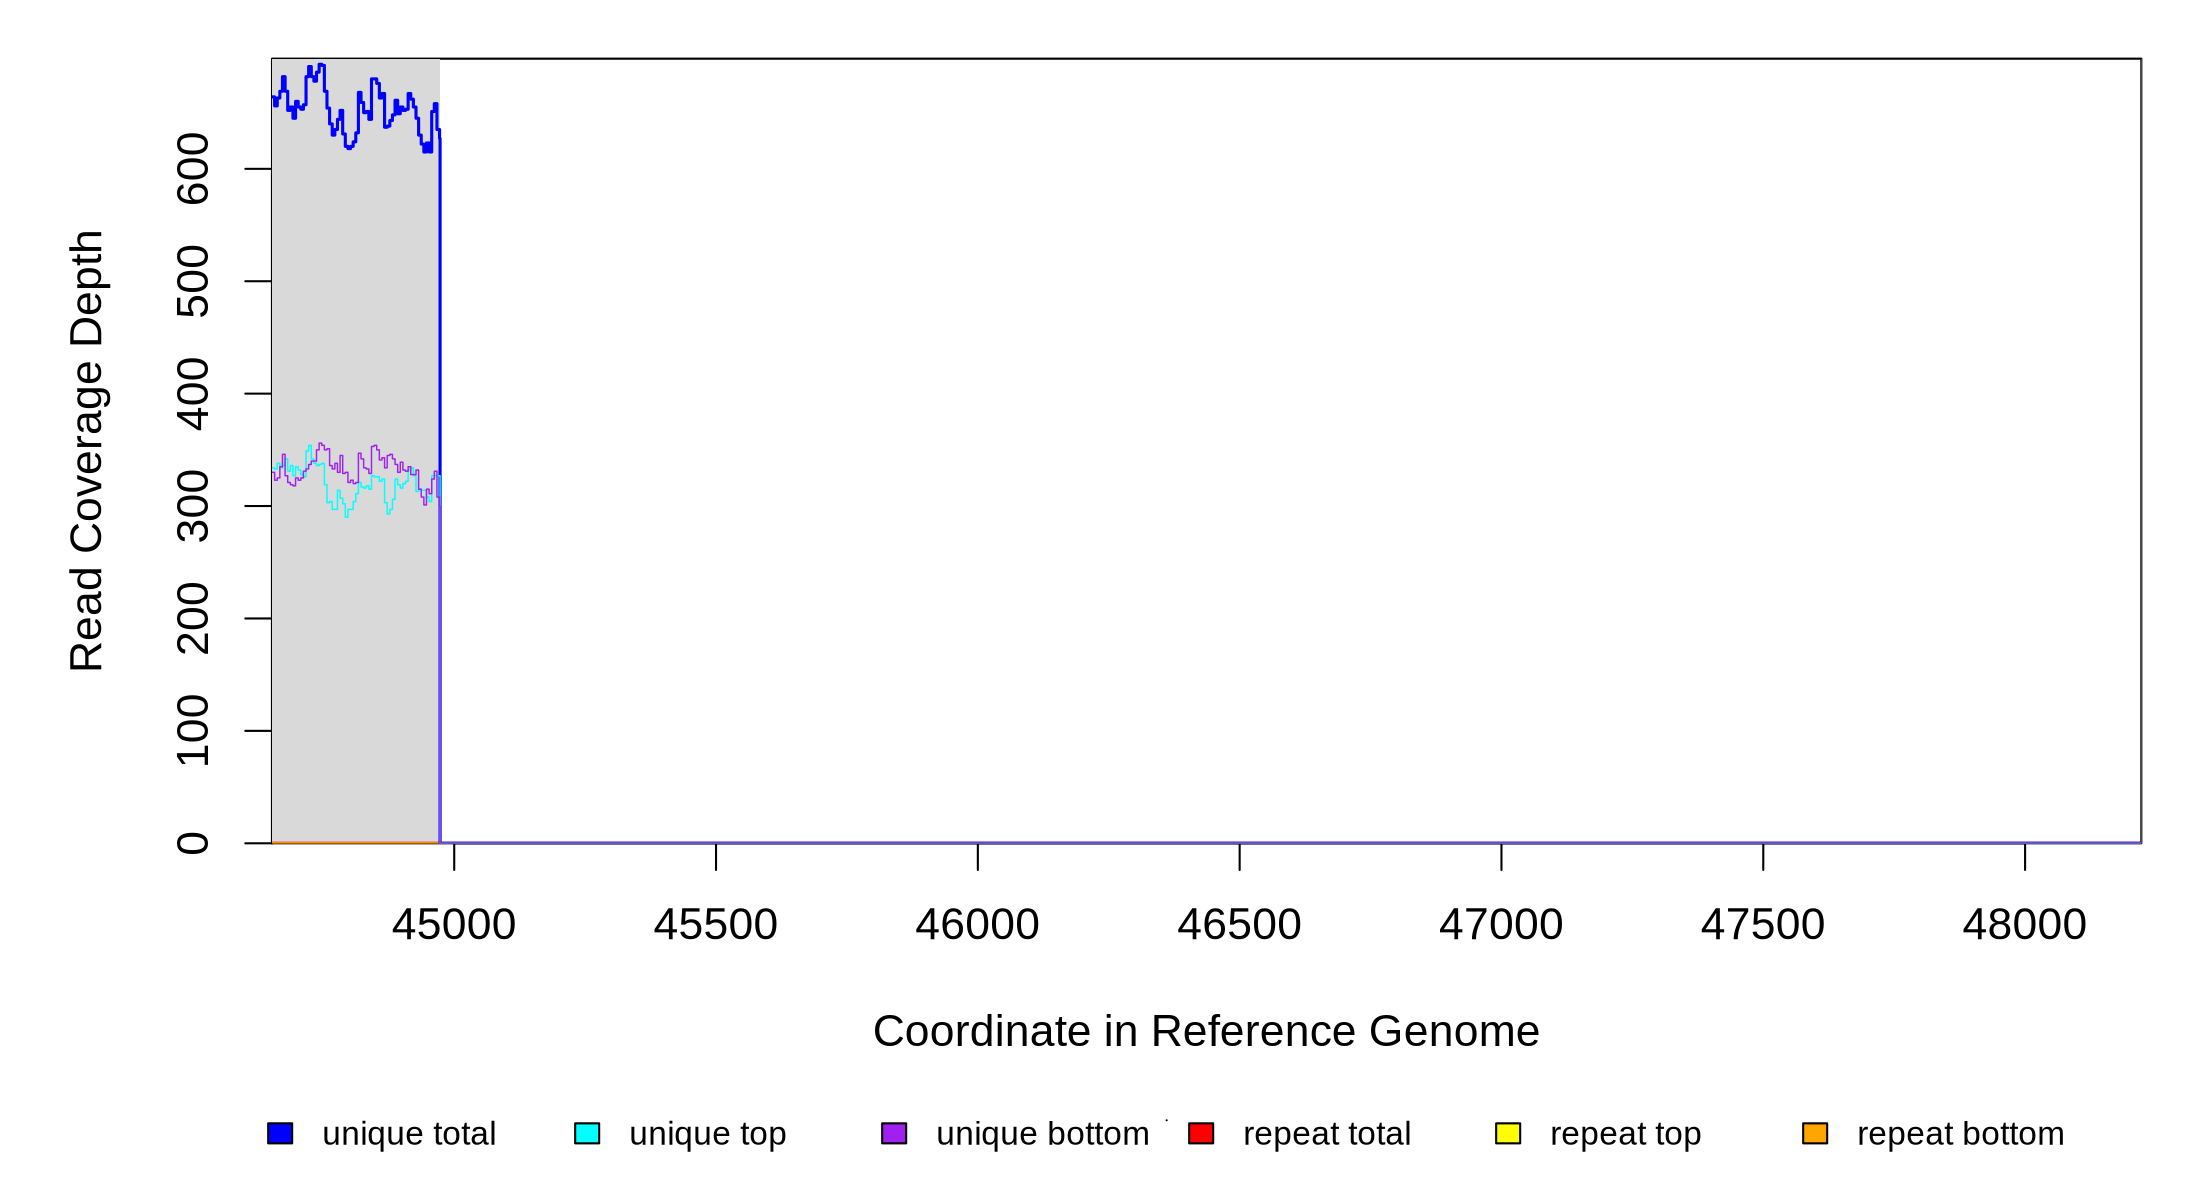 Read Coverage Depth
600
500
400
300
200
100
0
45000 45500 46000 46500 47000 47500 48000
Coordinate in Reference Genome
unique total unique top unique bottom repeat total repeat top repeat bottom